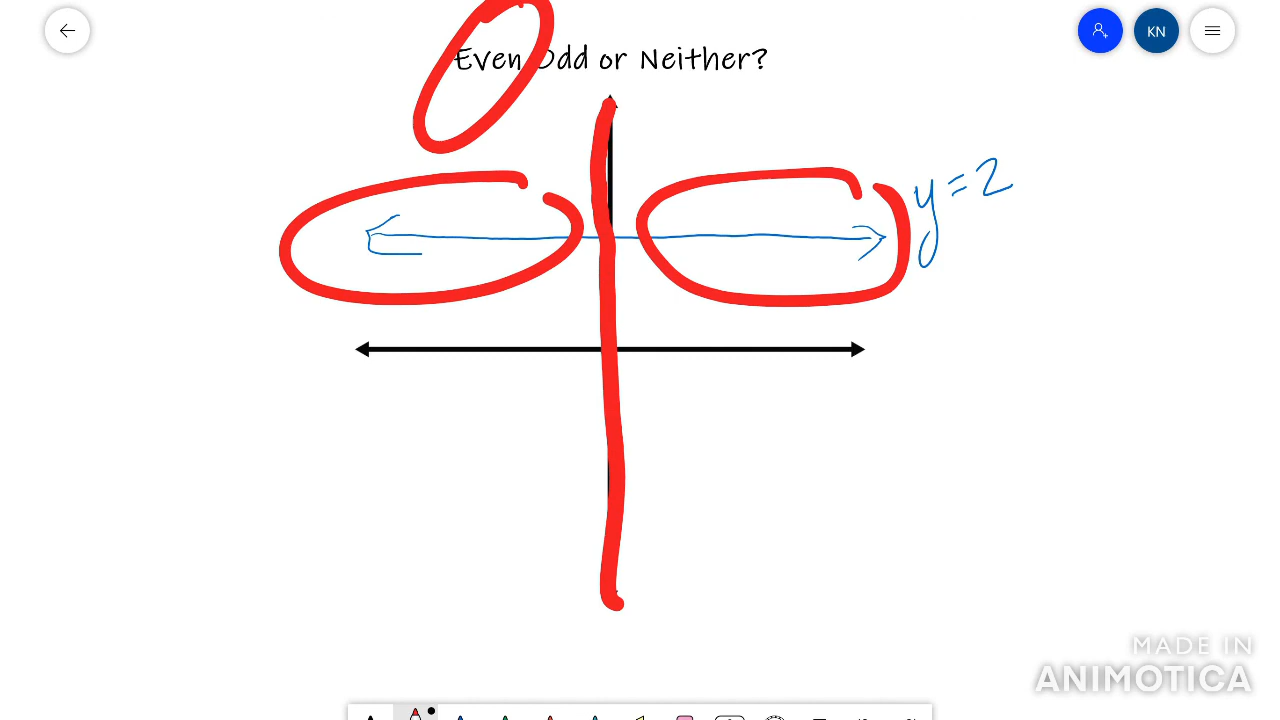 KN
Even Odd or Neither?
y=2
MADE IN
ANIMOTICA